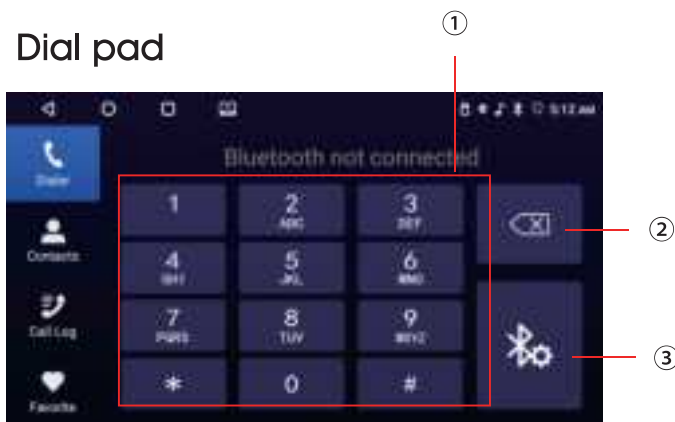 ①
Dial pad
5:12 AM
Bluetooth not connected
Dialer
1
2
ABC
3
DEF
②
Contacts
4
GHI
5
JKL
6
MNO
7
PQRS
8
TUV
9
WXYZ
Call Log
③
*
0
#
Favorite